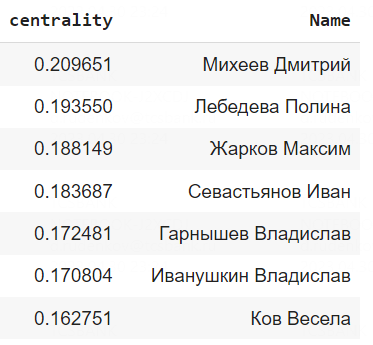 centrality Name
0.209651 Михеев Дмитрий
0.193550 Лебедева Полина
0.188149 Жарков Максим
0.183687 Севастьянов Иван
0.172481 Гарнышев Владислав
0.170804 Иванушкин Владислав
0.162751 Ков Весела